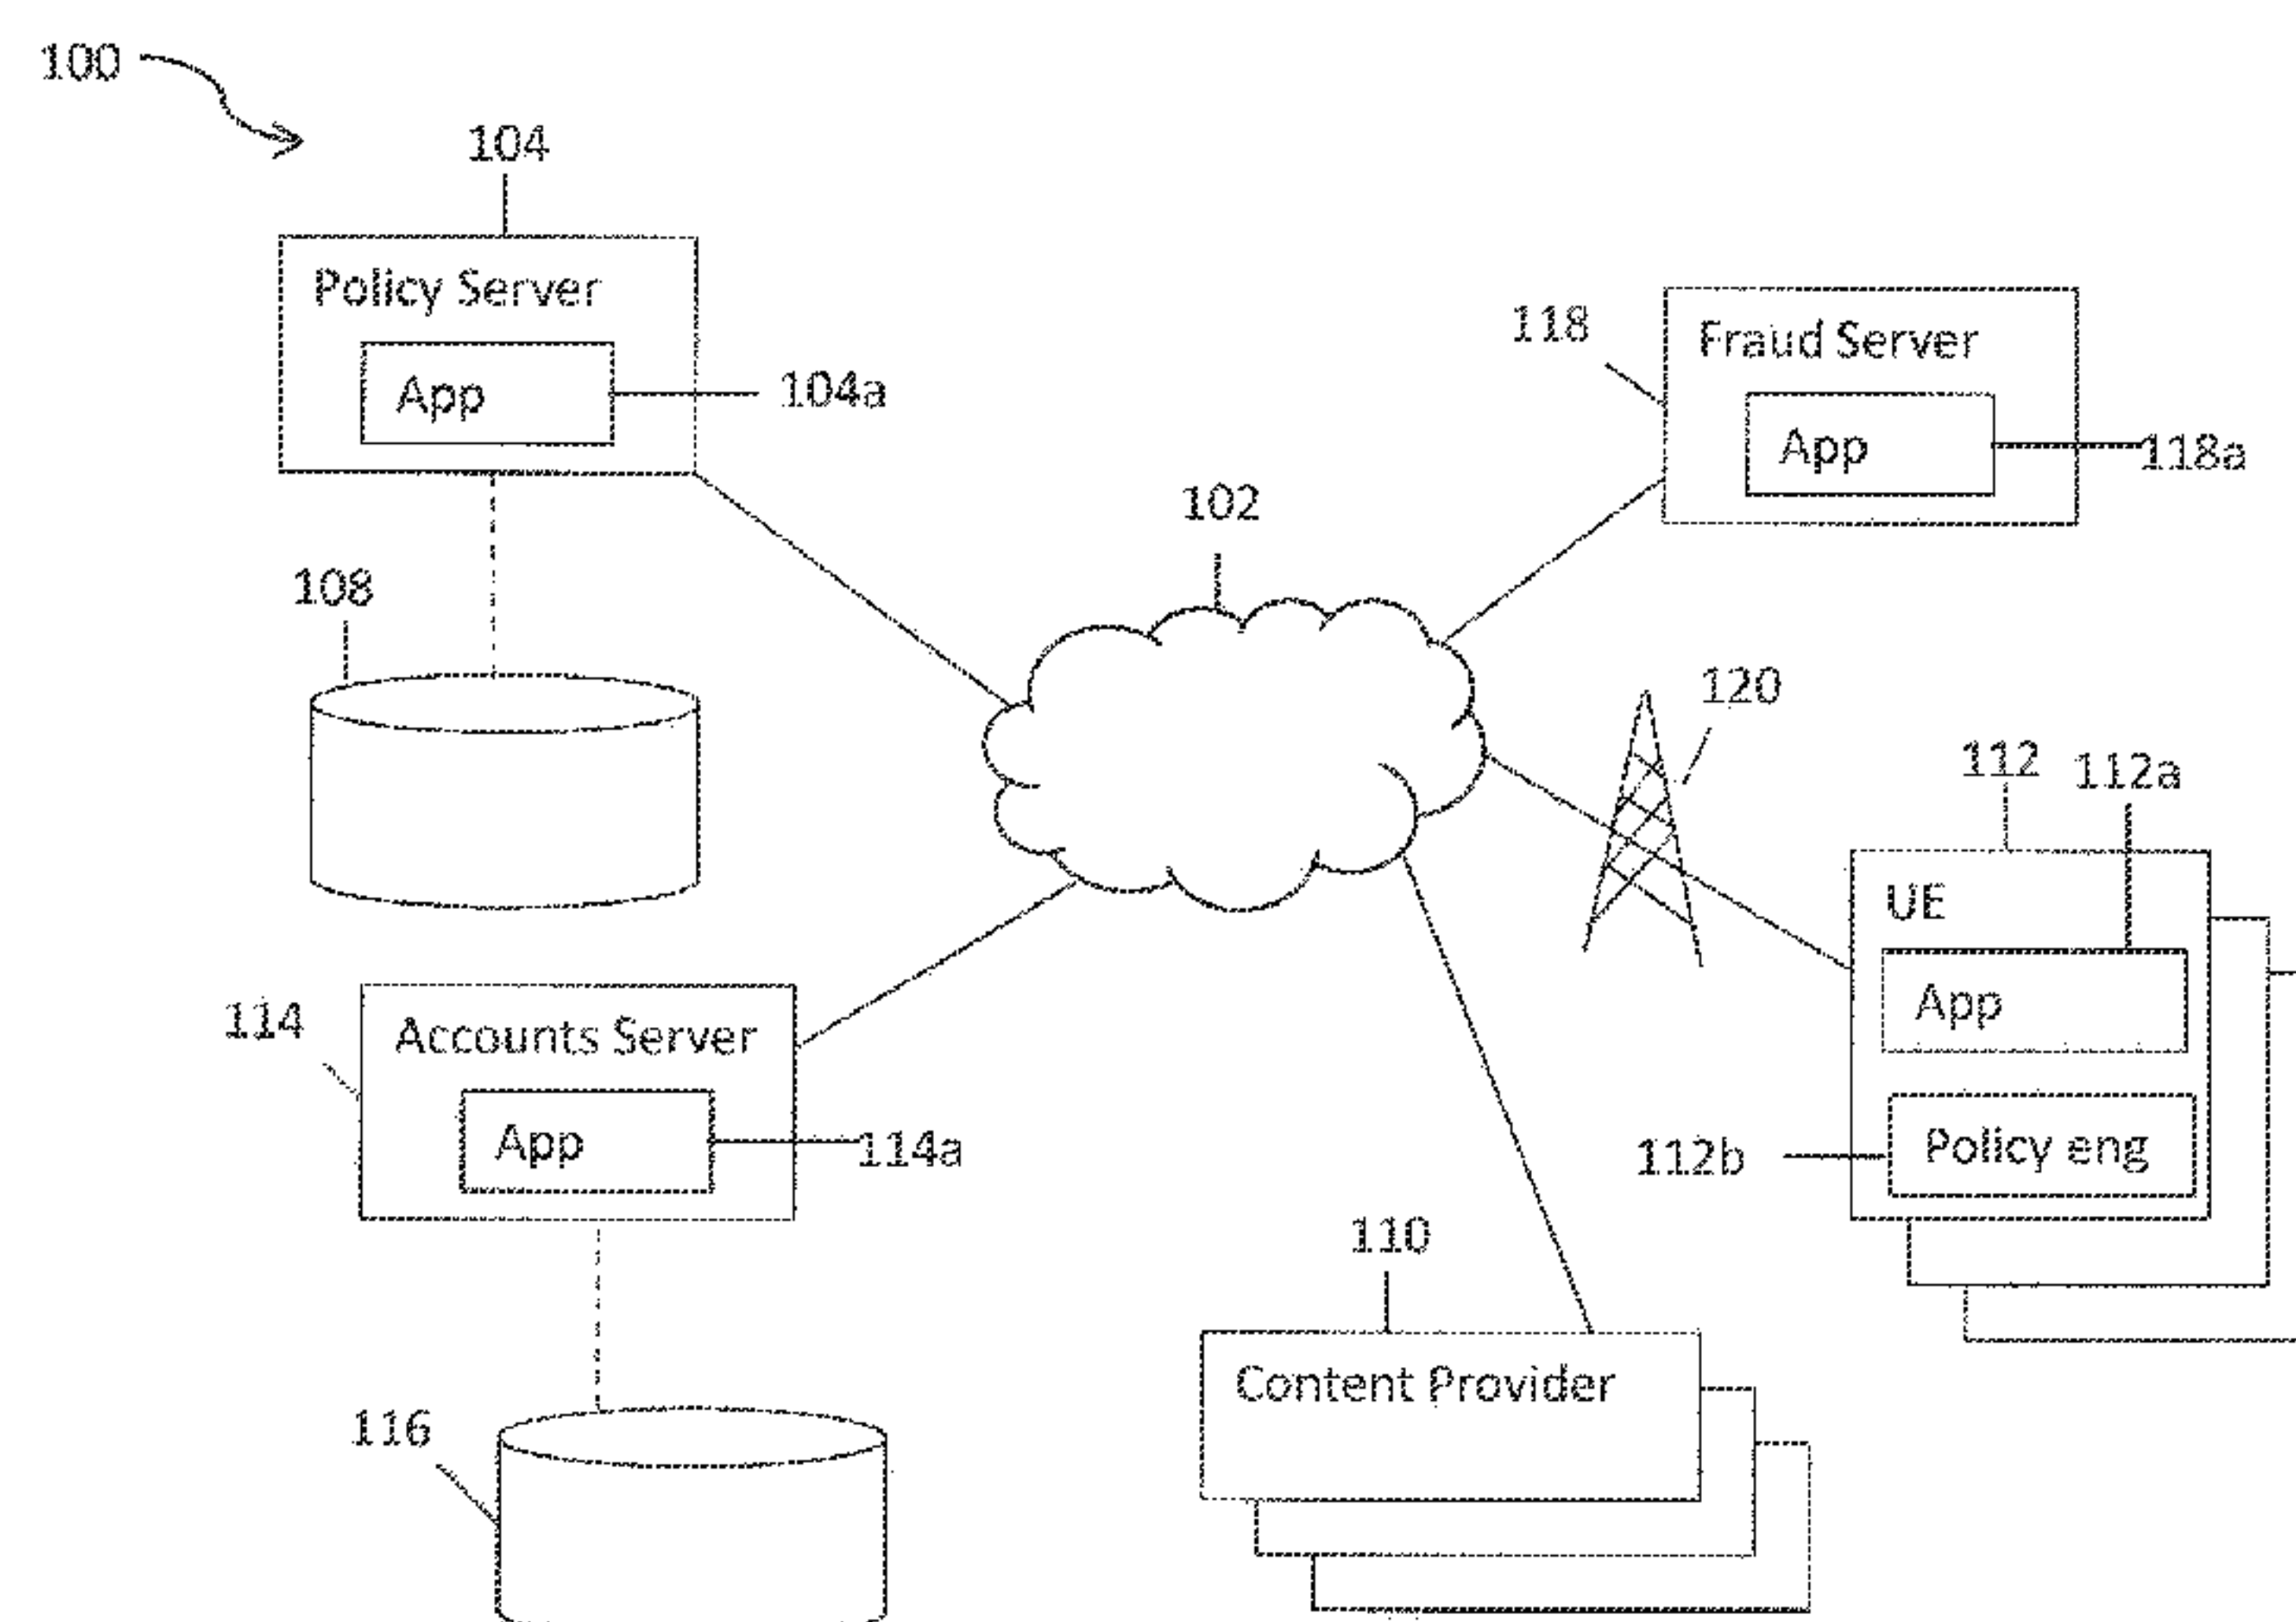 100
104
Policy Server
App
104a
118
Fraud Server
App
118a
102
108
120
112
112a
UE
App
Policy eng
112b
114
Accounts Server
App
114a
110
Content Provider
116